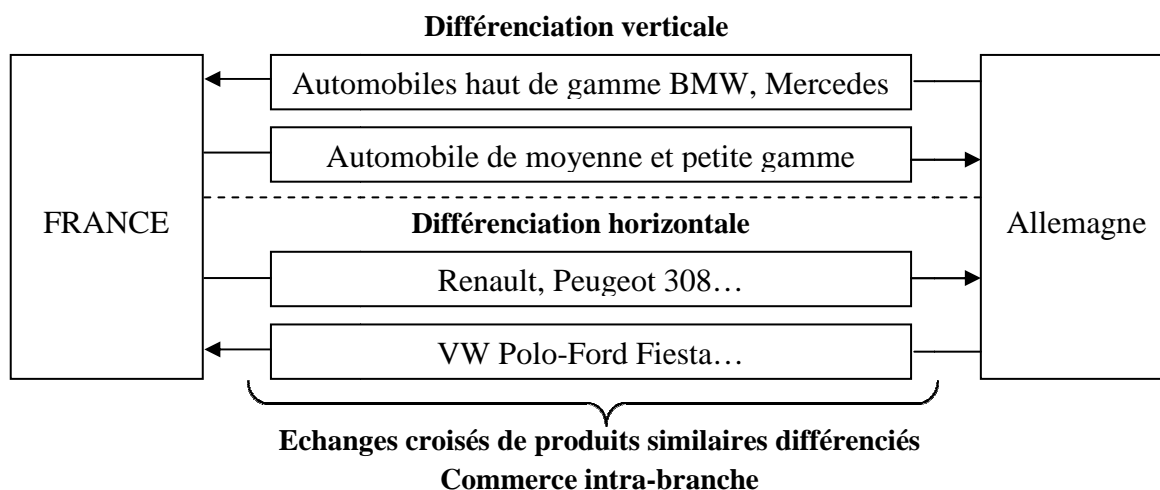 Différenciation verticale
Automobiles haut de gamme BMW, Mercedes
Automobile de moyenne et petite gamme
FRANCE
Différenciation horizontale
Allemagne
Renault, Peugeot 308…
VW Polo-Ford Fiesta…
Echanges croisés de produits similaires différenciés
Commerce intra-branche